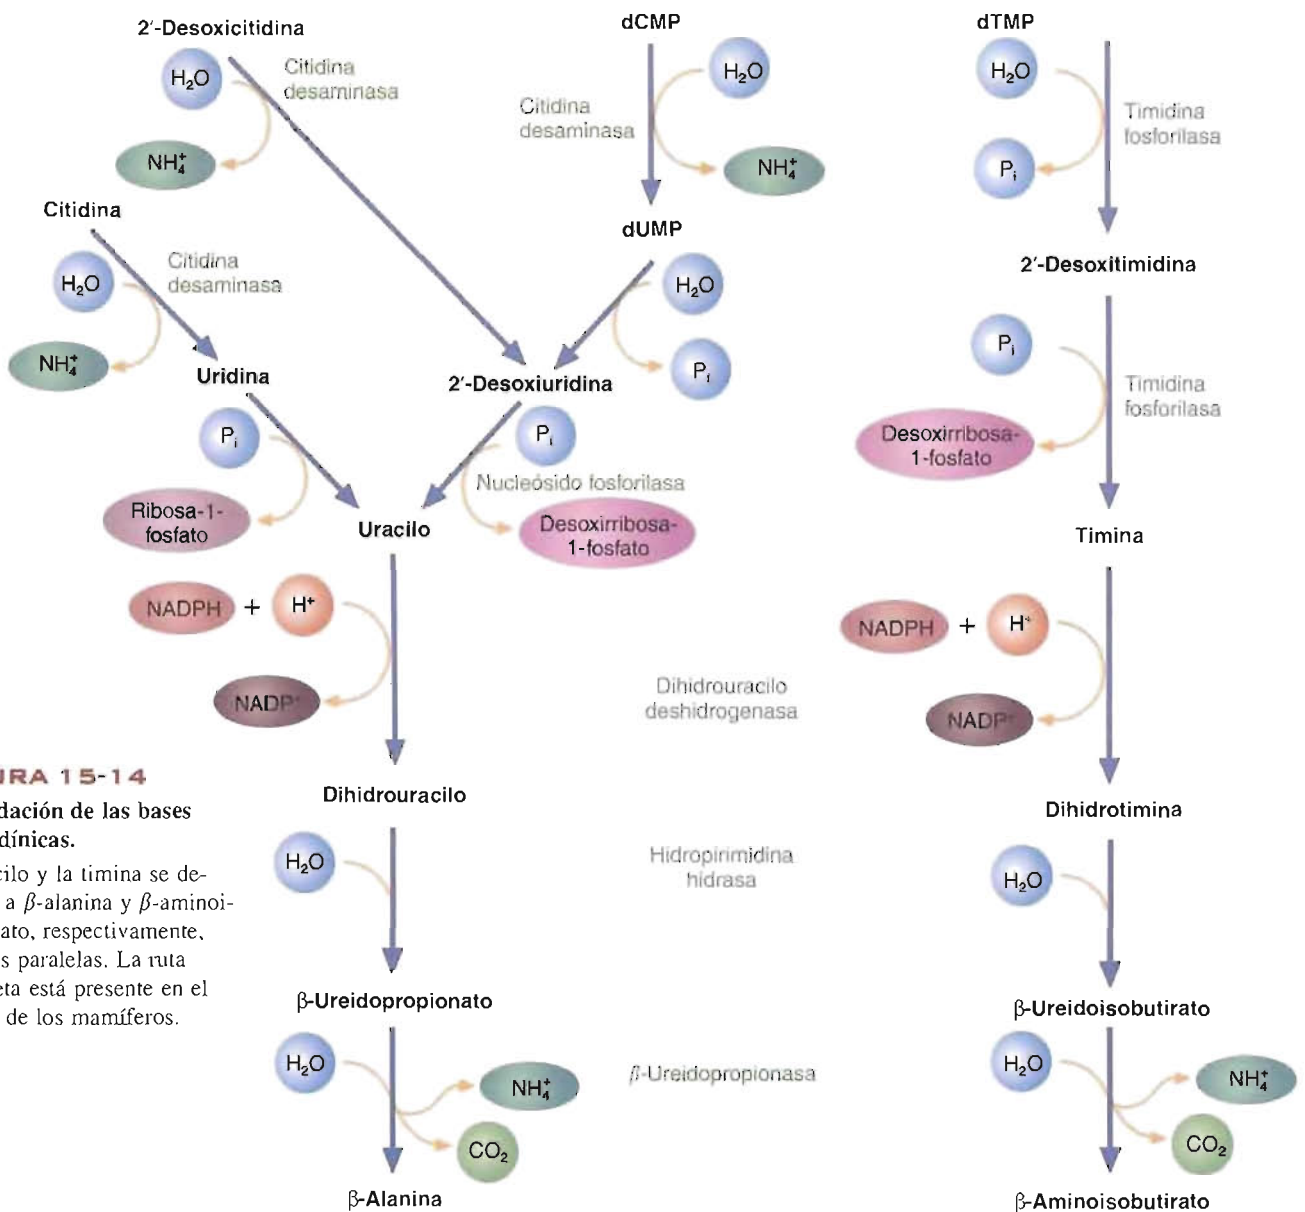 2′-Desoxicitidina
H₂O
Citidina
desaminasa
NH₄⁺
Citidina
H₂O
Citidina
desaminasa
NH₄⁺
Uridina
Pᵢ
Ribosa-1-
fosfato
dCMP
H₂O
Citidina
desaminasa
NH₄⁺
dUMP
H₂O
Pᵢ
2′-Desoxiuridina
Pᵢ
Nucleósido fosforilasa
Desoxirribosa-
1-fosfato
Uracilo
NADPH + H⁺
NADP⁺
Dihidrouracilo
H₂O
β-Ureidopropionato
H₂O
NH₄⁺
CO₂
β-Alanina
Dihidrouracilo
deshidrogenasa
Hidropirimidina
hidrasa
β-Ureidopropionasa
dTMP
H₂O
Timidina
fosforilasa
Pᵢ
2′-Desoxitimidina
Pᵢ
Timidina
fosforilasa
Desoxirribosa-
1-fosfato
Timina
NADPH + H⁺
NADP⁺
Dihidrotimina
H₂O
β-Ureidoisobutirato
H₂O
NH₄⁺
CO₂
β-Aminoisobutirato
URA 15-14
dación de las bases
dínicas.
cilo y la timina se de-
a β-alanina y β-aminoi-
ato, respectivamente,
s paralelas. La ruta
eta está presente en el
de los mamíferos.